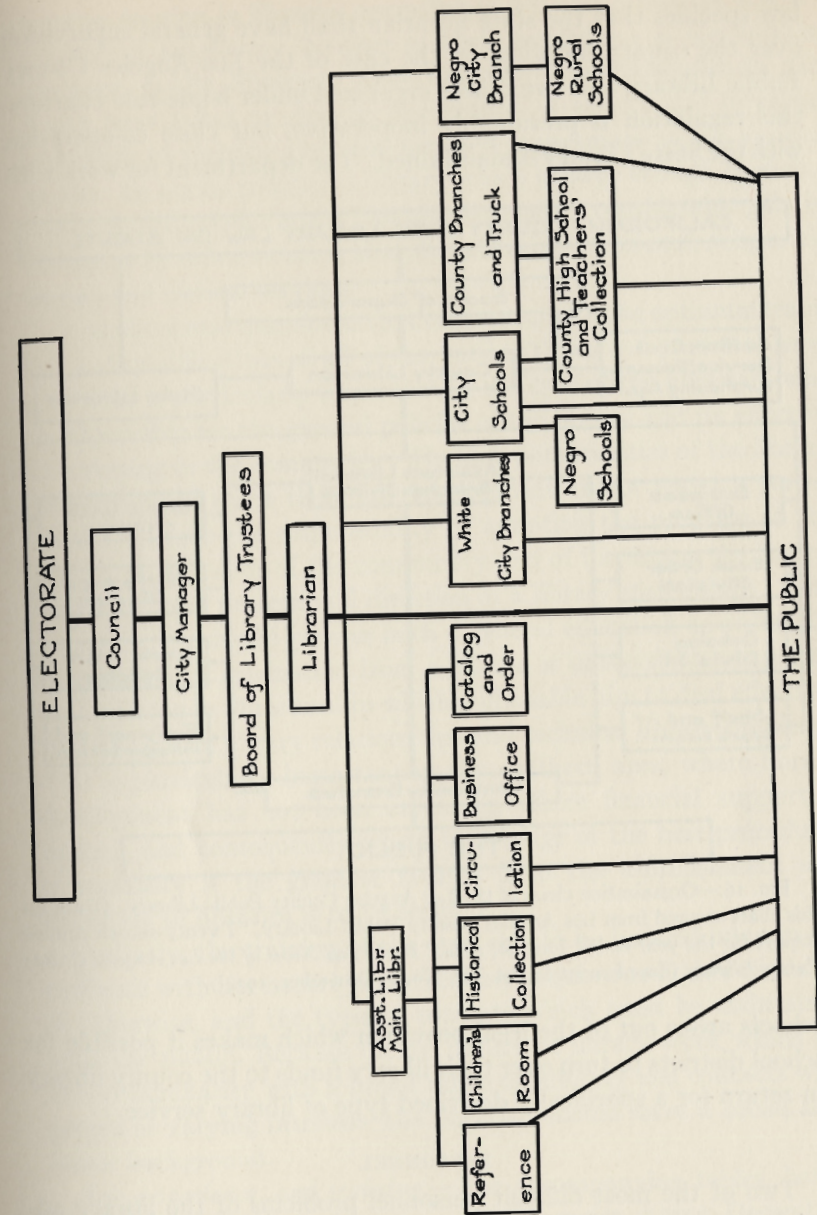 ELECTORATE
Council
City Manager
Board of Library Trustees
Librarian
Asst. Libr.
Main Libr.
Refer-
ence
Children's
Room
Historical
Collection
Circu-
lation
Business
Office
Catalog
and
Order
White
City Branches
City
Schools
County Branches
and Truck
Negro
City
Branch
Negro
Schools
County High School
and Teachers'
Collection
Negro
Rural
Schools
THE PUBLIC